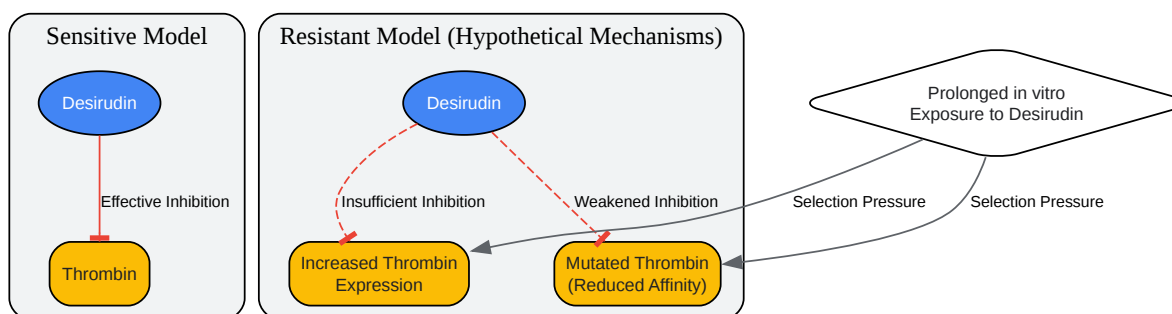 Sensitive Model
Desirudin
Effective Inhibition
Thrombin
Resistant Model (Hypothetical Mechanisms)
Desirudin
Insufficient Inhibition
Weakened Inhibition
Increased Thrombin
Expression
Mutated Thrombin
(Reduced Affinity)
Prolonged in vitro
Exposure to Desirudin
Selection Pressure
Selection Pressure